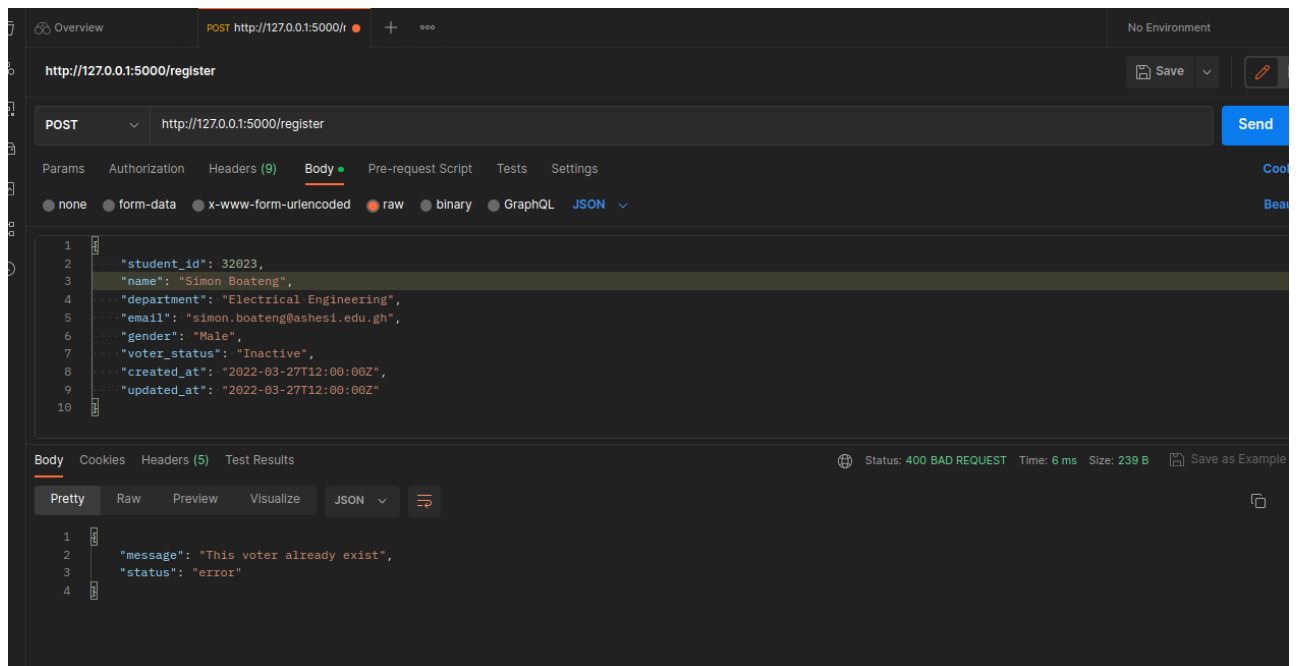 Overview POST http://127.0.0.1:5000/r No Environment
http://127.0.0.1:5000/register Save
POST http://127.0.0.1:5000/register Send
Params Authorization Headers (9) Body Pre-request Script Tests Settings
none form-data x-www-form-urlencoded raw binary GraphQL JSON
1 {
2 "student_id": 32023,
3 "name": "Simon Boateng",
4 "department": "Electrical Engineering",
5 "email": "simon.boateng@ashesi.edu.gh",
6 "gender": "Male",
7 "voter_status": "Inactive",
8 "created_at": "2022-03-27T12:00:00Z",
9 "updated_at": "2022-03-27T12:00:00Z"
10 }
Body Cookies Headers (5) Test Results Status: 400 BAD REQUEST Time: 6 ms Size: 239 B Save as Example
Pretty Raw Preview Visualize JSON
1 {
2 "message": "This voter already exist",
3 "status": "error"
4 }